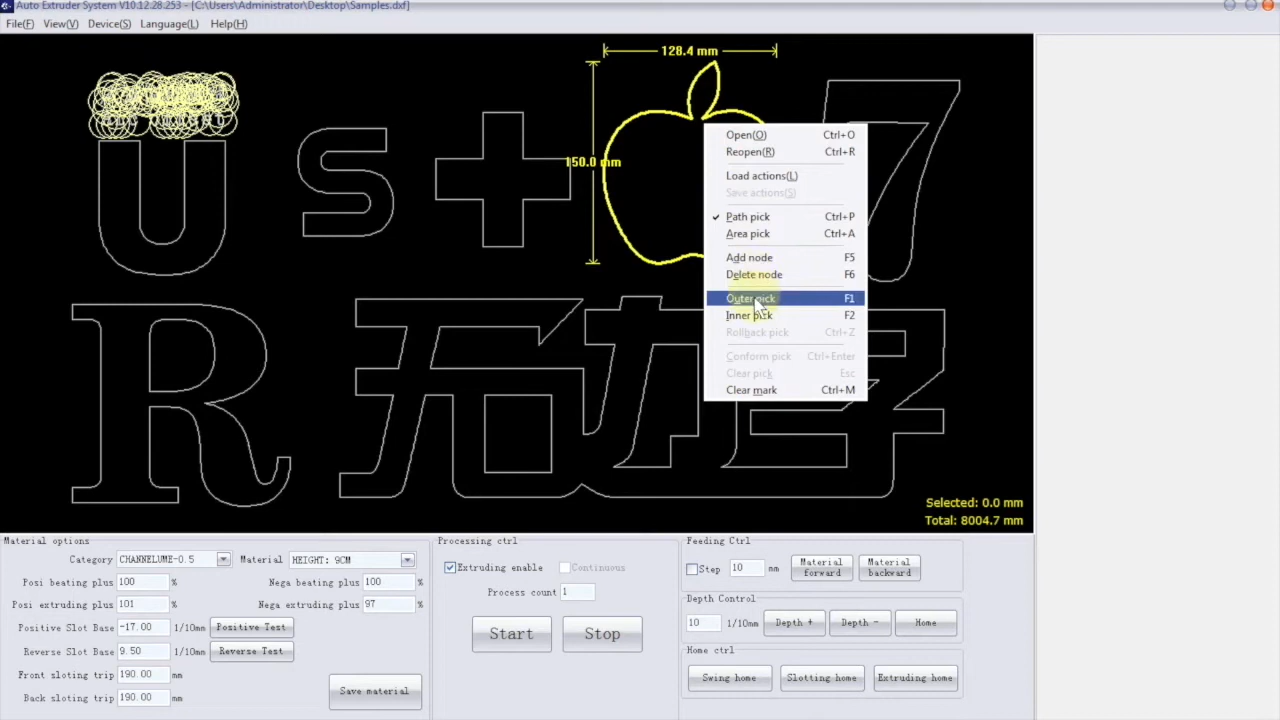 Auto Extruder System V10.12.28.253 - [C:\Users\Administrator\Desktop\Samples.dxf]
File(F) View(V) Device(S) Language(L) Help(H)
128.4 mm
150.0 mm
U S + 7
R
Open(O) Ctrl+O
Reopen(R) Ctrl+R
Load actions(L)
Save actions(S)
Path pick Ctrl+P
Area pick Ctrl+A
Add node F5
Delete node F6
Outer pick F1
Inner pick F2
Rollback pick Ctrl+Z
Conform pick Ctrl+Enter
Clear pick Esc
Clear mark Ctrl+M
Selected: 0.0 mm
Total: 8004.7 mm
Material options
Category CHANNELUME-0.5 Material HEIGHT: 9CM
Posi beating plus 100 % Nega beating plus 100 %
Posi extruding plus 101 % Nega extruding plus 97 %
Positive Slot Base -17.00 1/10mm Positive Test
Reverse Slot Base 9.50 1/10mm Reverse Test
Front sloting trip 190.00 mm
Back sloting trip 190.00 mm
Save material
Processing ctrl
Extruding enable Continuous
Process count 1
Start Stop
Feeding Ctrl
Step 10 mm Material forward Material backward
Depth Control
10 1/10mm Depth + Depth - Home
Home ctrl
Swing home Slotting home Extruding home